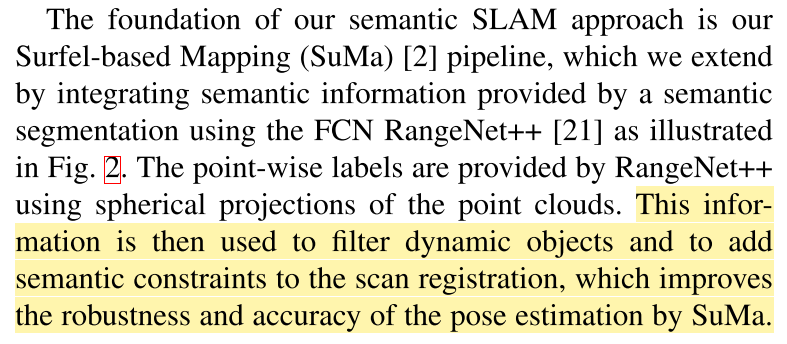 The foundation of our semantic SLAM approach is our
Surfel-based Mapping (SuMa) [2] pipeline, which we extend
by integrating semantic information provided by a semantic
segmentation using the FCN RangeNet++ [21] as illustrated
in Fig. 2. The point-wise labels are provided by RangeNet++
using spherical projections of the point clouds. This infor-
mation is then used to filter dynamic objects and to add
semantic constraints to the scan registration, which improves
the robustness and accuracy of the pose estimation by SuMa.